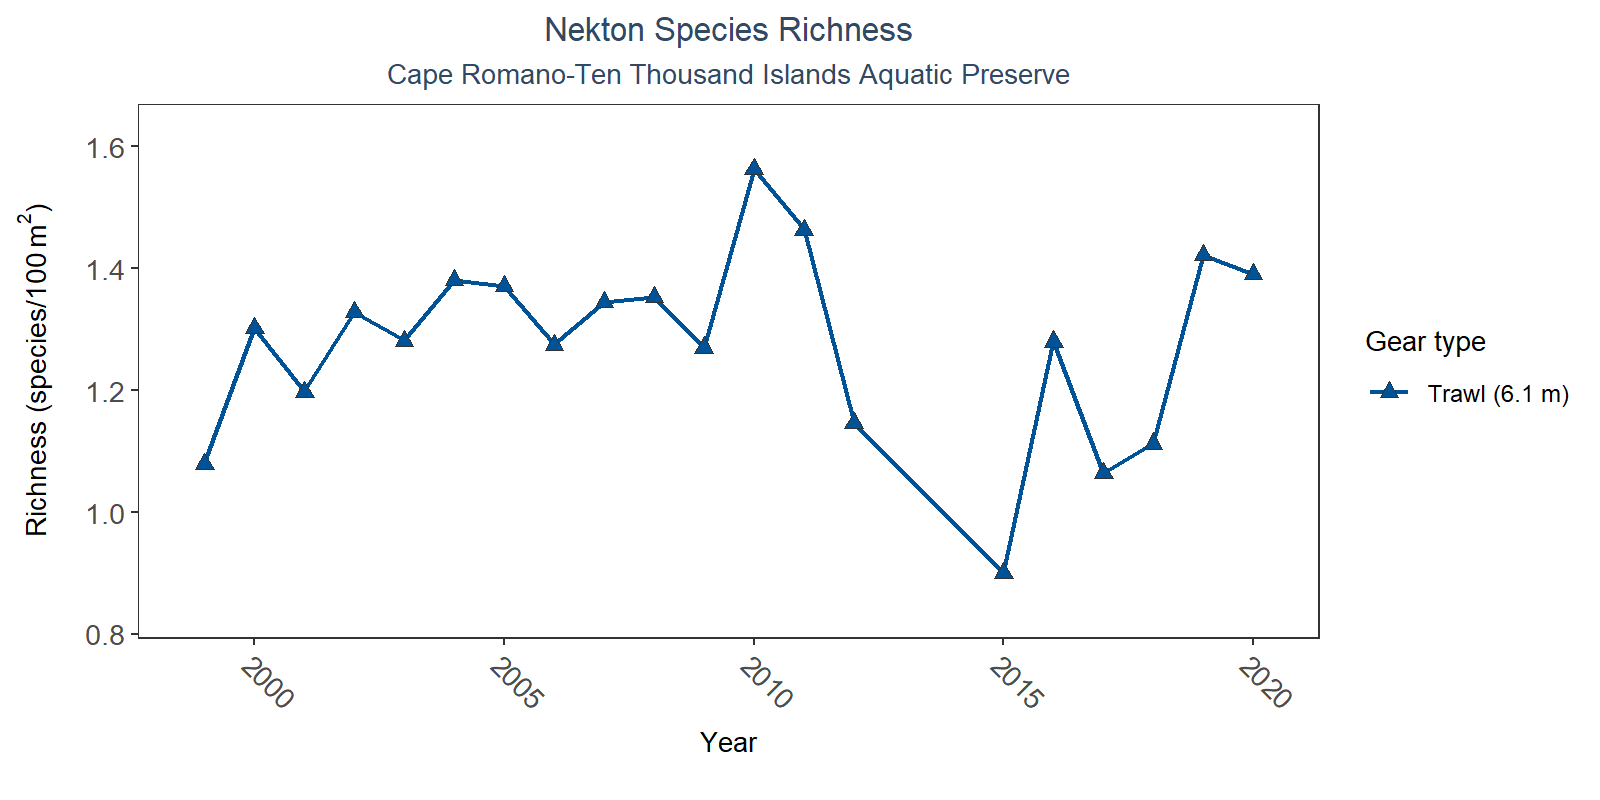 Nekton Species Richness
Cape Romano-Ten Thousand Islands Aquatic Preserve
Richness (species/100 m²)
1.6
1.4
1.2
1.0
0.8
2000
2005
2010
2015
2020
Year
Gear type
Trawl (6.1 m)